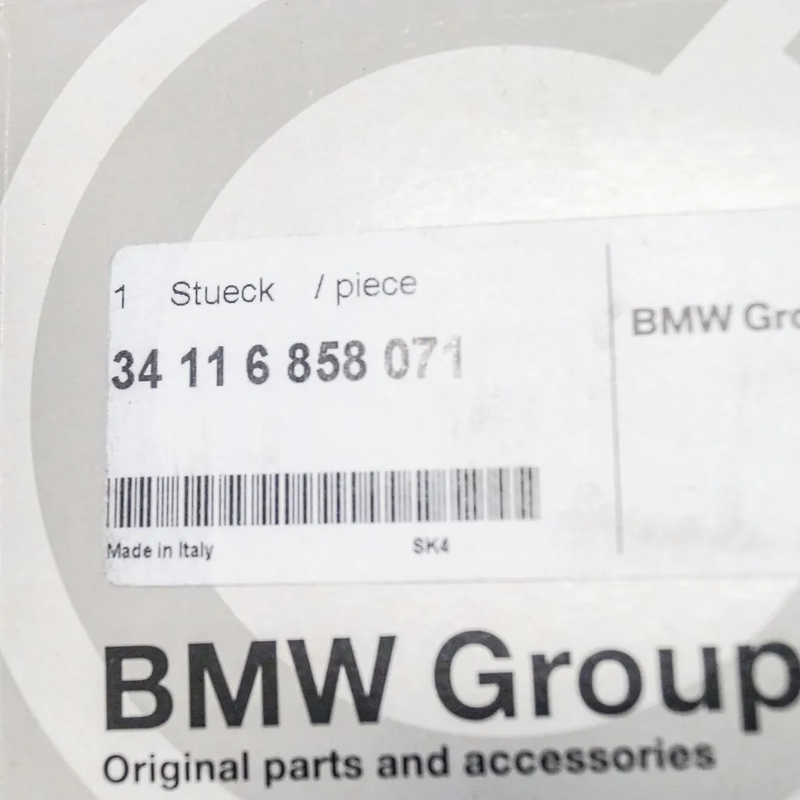 1 Stueck / piece
34 11 6 858 071
Made in Italy SK4
BMW Gro
BMW Group
Original parts and accessories